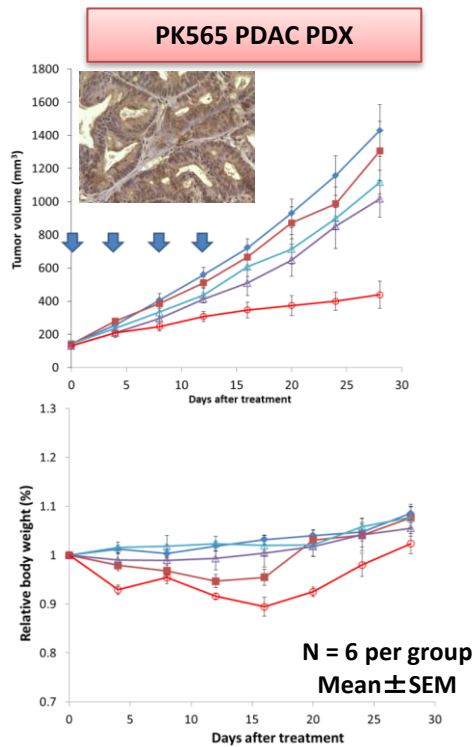 PK565 PDAC PDX
1800
1600
1400
1200
1000
800
600
400
200
0
Tumor volume (mm³)
0 5 10 15 20 25 30
Days after treatment
1.3
1.2
1.1
1
0.9
0.8
0.7
Relative body weight (%)
N = 6 per group
Mean±SEM
0 5 10 15 20 25 30
Days after treatment